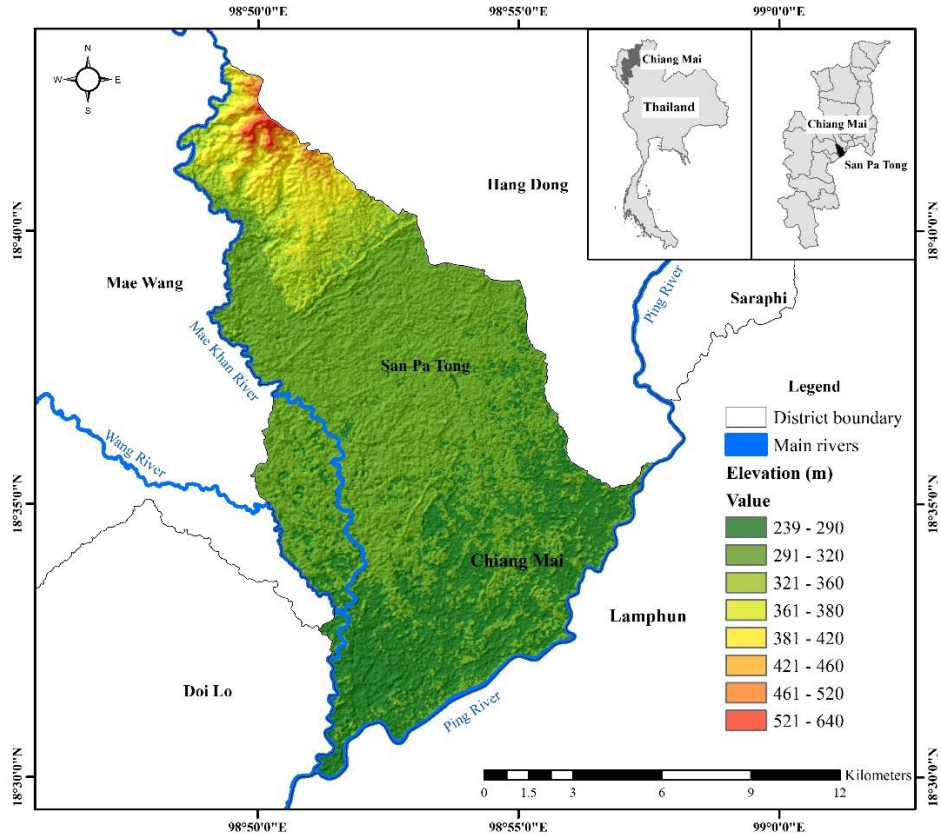 98°50'0"E
98°55'0"E
99°0'0"E
N
W
E
S
Chiang Mai
Thailand
Chiang Mai
San Pa Tong
Hang Dong
18°40'0"N
18°40'0"N
Mae Wang
Ping River
Saraphi
Mae Khan River
San Pa Tong
Legend
District boundary
Main rivers
Wang River
Elevation (m)
Value
18°35'0"N
18°35'0"N
239 - 290
291 - 320
Chiang Mai
321 - 360
361 - 380
Lamphun
381 - 420
421 - 460
461 - 520
521 - 640
Doi Lo
Ping River
18°30'0"N
18°30'0"N
Kilometers
0 1.5 3 6 9 12
98°50'0"E
98°55'0"E
99°0'0"E